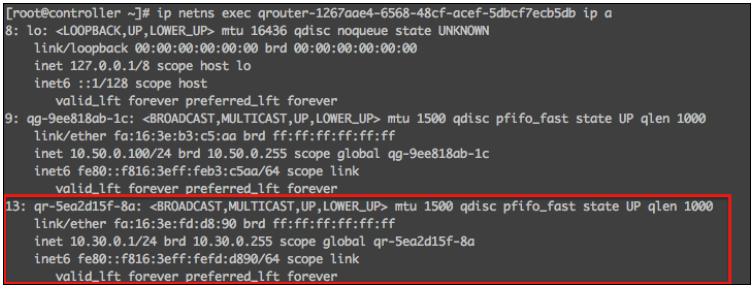 [root@controller ~]# ip netns exec qrouter-1267aae4-6568-48cf-acef-5dbcf7ecb5db ip a
8: lo: <LOOPBACK,UP,LOWER_UP> mtu 16436 qdisc noqueue state UNKNOWN
link/loopback 00:00:00:00:00:00 brd 00:00:00:00:00:00
inet 127.0.0.1/8 scope host lo
inet6 ::1/128 scope host
valid_lft forever preferred_lft forever
9: qg-9ee818ab-1c: <BROADCAST,MULTICAST,UP,LOWER_UP> mtu 1500 qdisc pfifo_fast state UP qlen 1000
link/ether fa:16:3e:b3:c5:aa brd ff:ff:ff:ff:ff:ff
inet 10.50.0.100/24 brd 10.50.0.255 scope global qg-9ee818ab-1c
inet6 fe80::f816:3eff:feb3:c5aa/64 scope link
valid_lft forever preferred_lft forever
13: qr-5ea2d15f-8a: <BROADCAST,MULTICAST,UP,LOWER_UP> mtu 1500 qdisc pfifo_fast state UP qlen 1000
link/ether fa:16:3e:fd:d8:90 brd ff:ff:ff:ff:ff:ff
inet 10.30.0.1/24 brd 10.30.0.255 scope global qr-5ea2d15f-8a
inet6 fe80::f816:3eff:fefd:d890/64 scope link
valid_lft forever preferred_lft forever